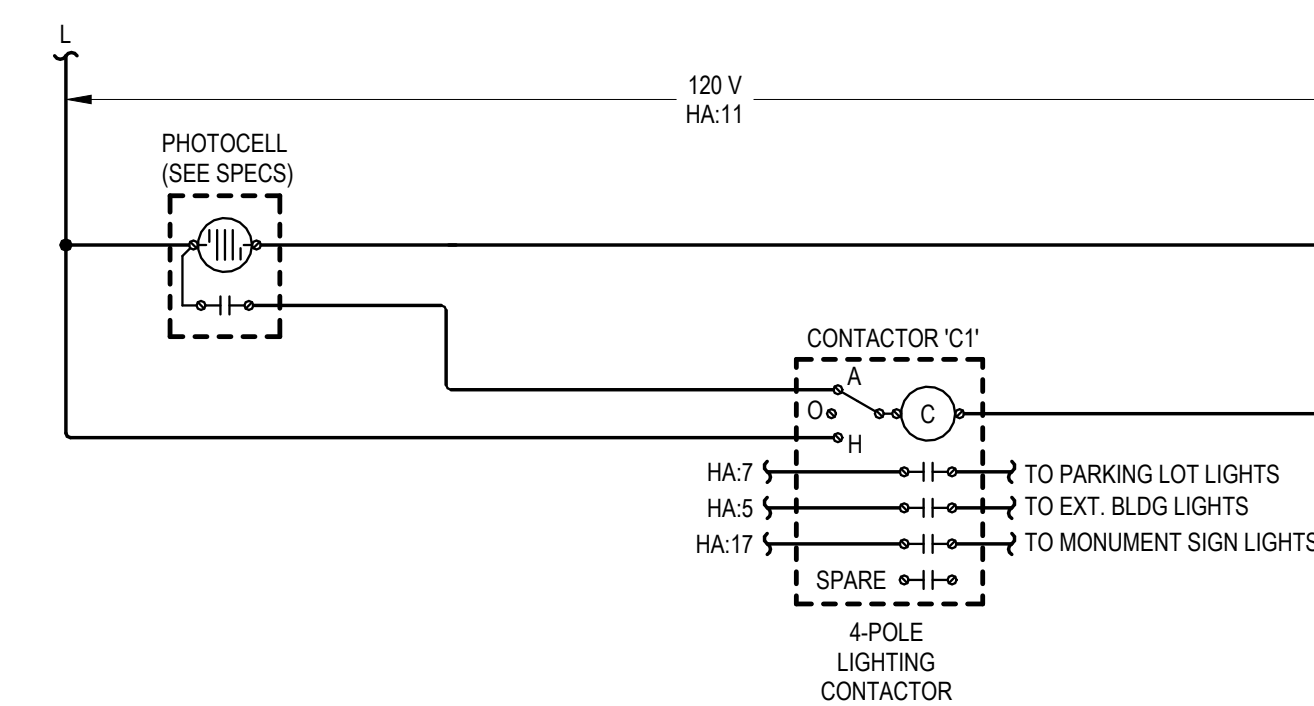 L
120 V
HA:11
PHOTOCELL
(SEE SPECS)
CONTACTOR 'C1'
A
O
C
H
HA:7 TO PARKING LOT LIGHTS
HA:5 TO EXT. BLDG LIGHTS
HA:17 TO MONUMENT SIGN LIGHTS
SPARE
4-POLE
LIGHTING
CONTACTOR